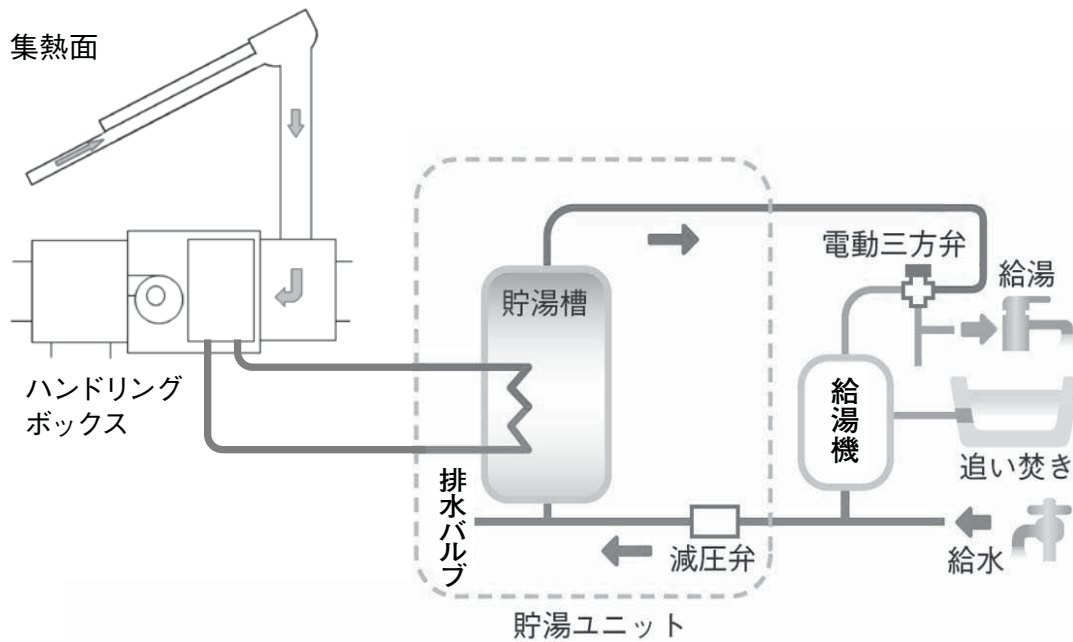 集熱面
ハンドリング
ボックス
貯湯槽
電動三方弁
給湯
給湯機
追い焚き
排水バルブ
減圧弁
給水
貯湯ユニット